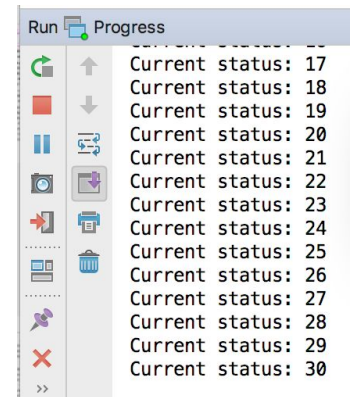 Run Progress
Current status: 17
Current status: 18
Current status: 19
Current status: 20
Current status: 21
Current status: 22
Current status: 23
Current status: 24
Current status: 25
Current status: 26
Current status: 27
Current status: 28
Current status: 29
Current status: 30